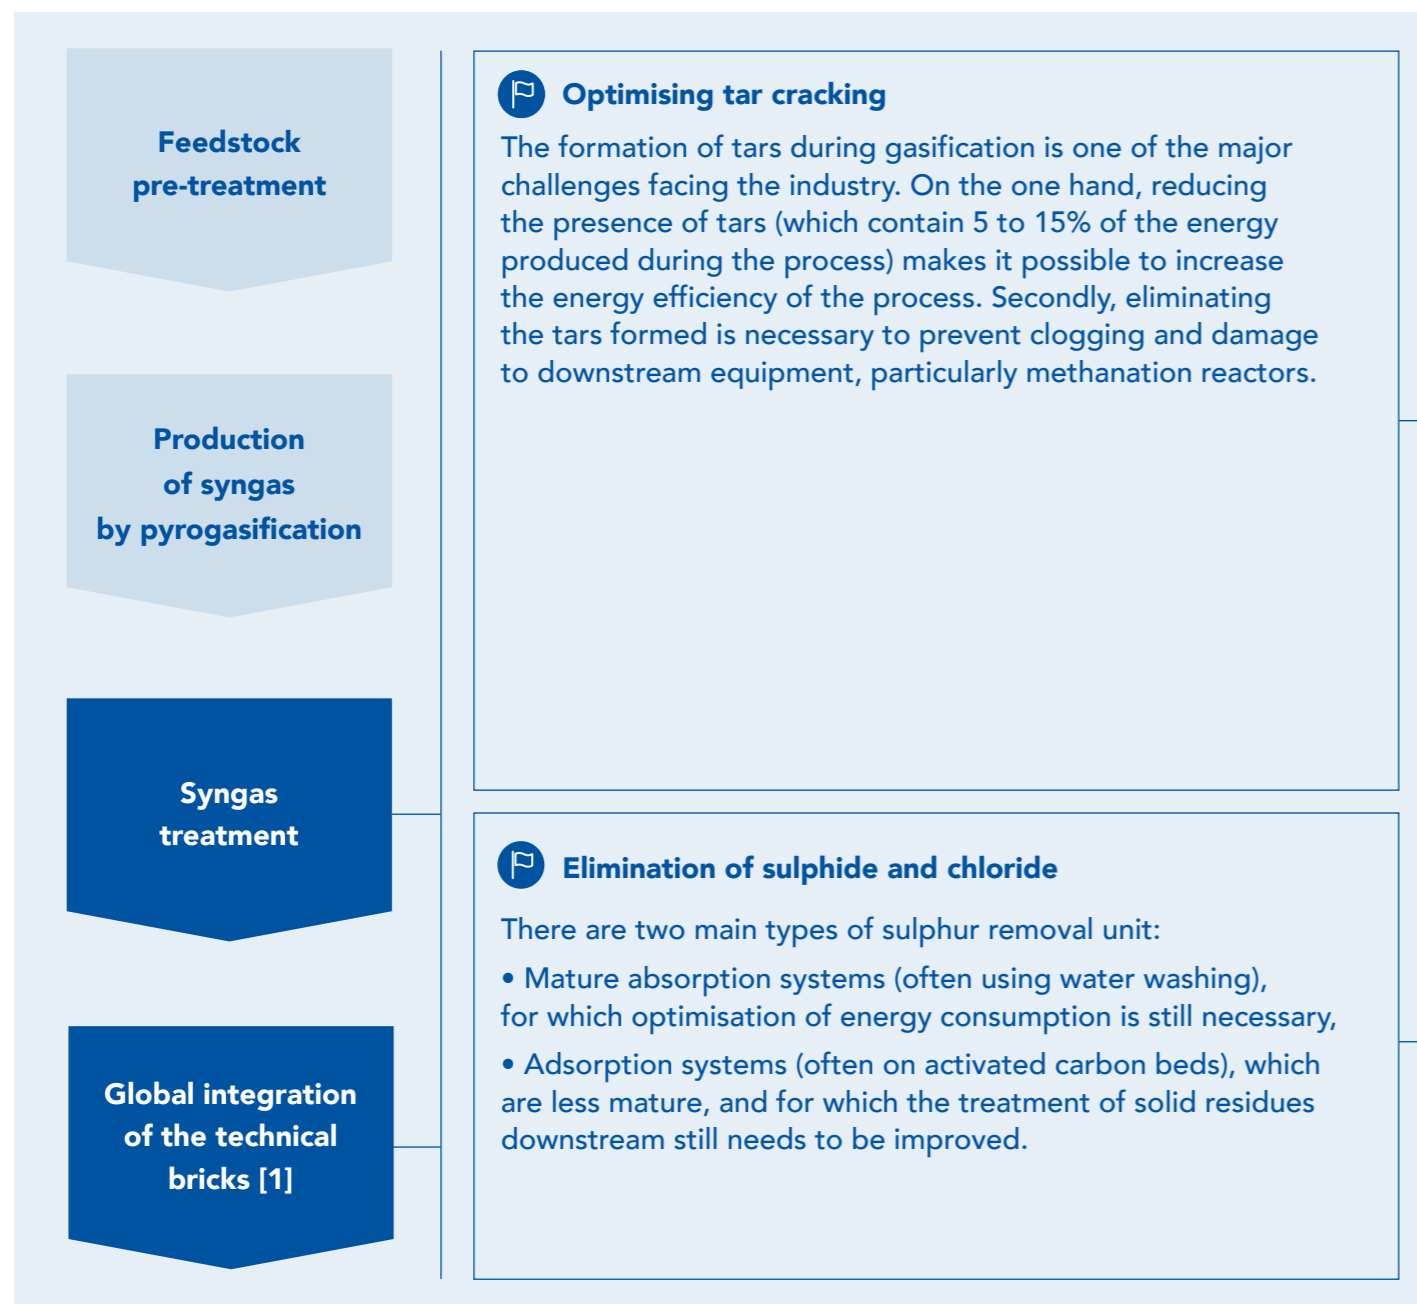 Feedstock
pre-treatment
Production
of syngas
by pyrogasification
Syngas
treatment
Global integration
of the technical
bricks [1]
Optimising tar cracking
The formation of tars during gasification is one of the major
challenges facing the industry. On the one hand, reducing
the presence of tars (which contain 5 to 15% of the energy
produced during the process) makes it possible to increase
the energy efficiency of the process. Secondly, eliminating
the tars formed is necessary to prevent clogging and damage
to downstream equipment, particularly methanation reactors.
Elimination of sulphide and chloride
There are two main types of sulphur removal unit:
• Mature absorption systems (often using water washing),
for which optimisation of energy consumption is still necessary,
• Adsorption systems (often on activated carbon beds), which
are less mature, and for which the treatment of solid residues
downstream still needs to be improved.